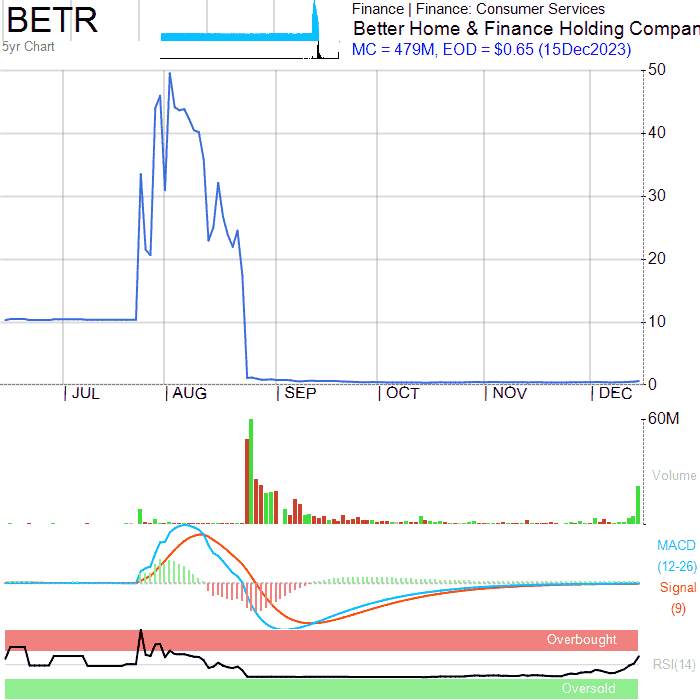 BETR
5yr Chart
Finance | Finance: Consumer Services
Better Home & Finance Holding Compan
MC = 479M, EOD = $0.65 (15Dec2023)
50
40
30
20
10
0
JUL AUG SEP OCT NOV DEC
60M
Volume
MACD
(12-26)
Signal
(9)
Overbought
RSI(14)
Oversold